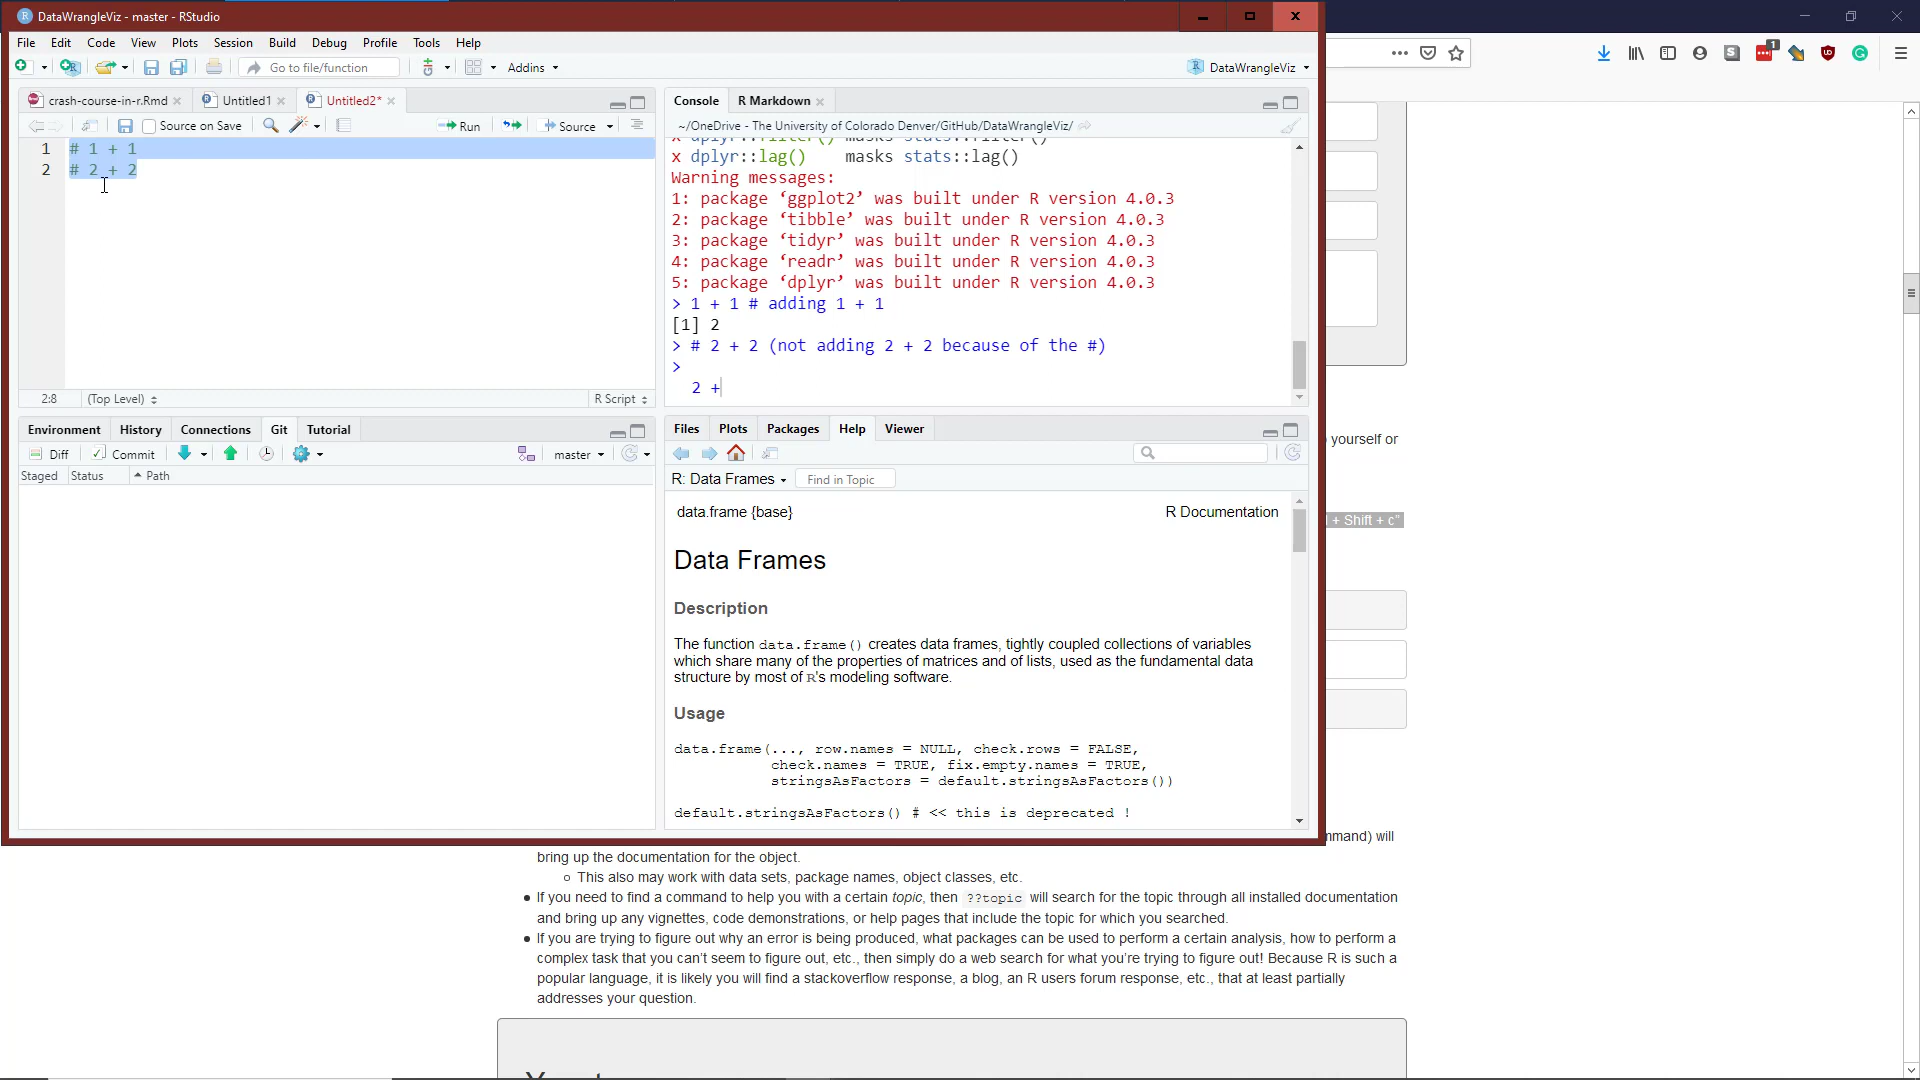 DataWrangleViz - master - RStudio
File Edit Code View Plots Session Build Debug Profile Tools Help
Go to file/function Addins DataWrangleViz
crash-course-in-r.Rmd Untitled1 Untitled2*
Source on Save Run Source
1 # 1 + 1
2 # 2 + 2
2:8 (Top Level) R Script
Console R Markdown
~/OneDrive - The University of Colorado Denver/GitHub/DataWrangleViz/
x dplyr::filter() masks stats::filter()
x dplyr::lag() masks stats::lag()
Warning messages:
1: package ‘ggplot2’ was built under R version 4.0.3
2: package ‘tibble’ was built under R version 4.0.3
3: package ‘tidyr’ was built under R version 4.0.3
4: package ‘readr’ was built under R version 4.0.3
5: package ‘dplyr’ was built under R version 4.0.3
> 1 + 1 # adding 1 + 1
[1] 2
> # 2 + 2 (not adding 2 + 2 because of the #)
>
2 +
Environment History Connections Git Tutorial
Diff Commit master
Staged Status Path
Files Plots Packages Help Viewer
R: Data Frames Find in Topic
data.frame {base} R Documentation
Data Frames
Description
The function data.frame() creates data frames, tightly coupled collections of variables
which share many of the properties of matrices and of lists, used as the fundamental data
structure by most of R's modeling software.
Usage
data.frame(..., row.names = NULL, check.rows = FALSE,
check.names = TRUE, fix.empty.names = TRUE,
stringsAsFactors = default.stringsAsFactors())
default.stringsAsFactors() # << this is deprecated !
1
yourself or
+ Shift + c"
mmand) will
bring up the documentation for the object.
This also may work with data sets, package names, object classes, etc.
If you need to find a command to help you with a certain topic, then ??topic will search for the topic through all installed documentation
and bring up any vignettes, code demonstrations, or help pages that include the topic for which you searched.
If you are trying to figure out why an error is being produced, what packages can be used to perform a certain analysis, how to perform a
complex task that you can't seem to figure out, etc., then simply do a web search for what you're trying to figure out! Because R is such a
popular language, it is likely you will find a stackoverflow response, a blog, an R users forum response, etc., that at least partially
addresses your question.